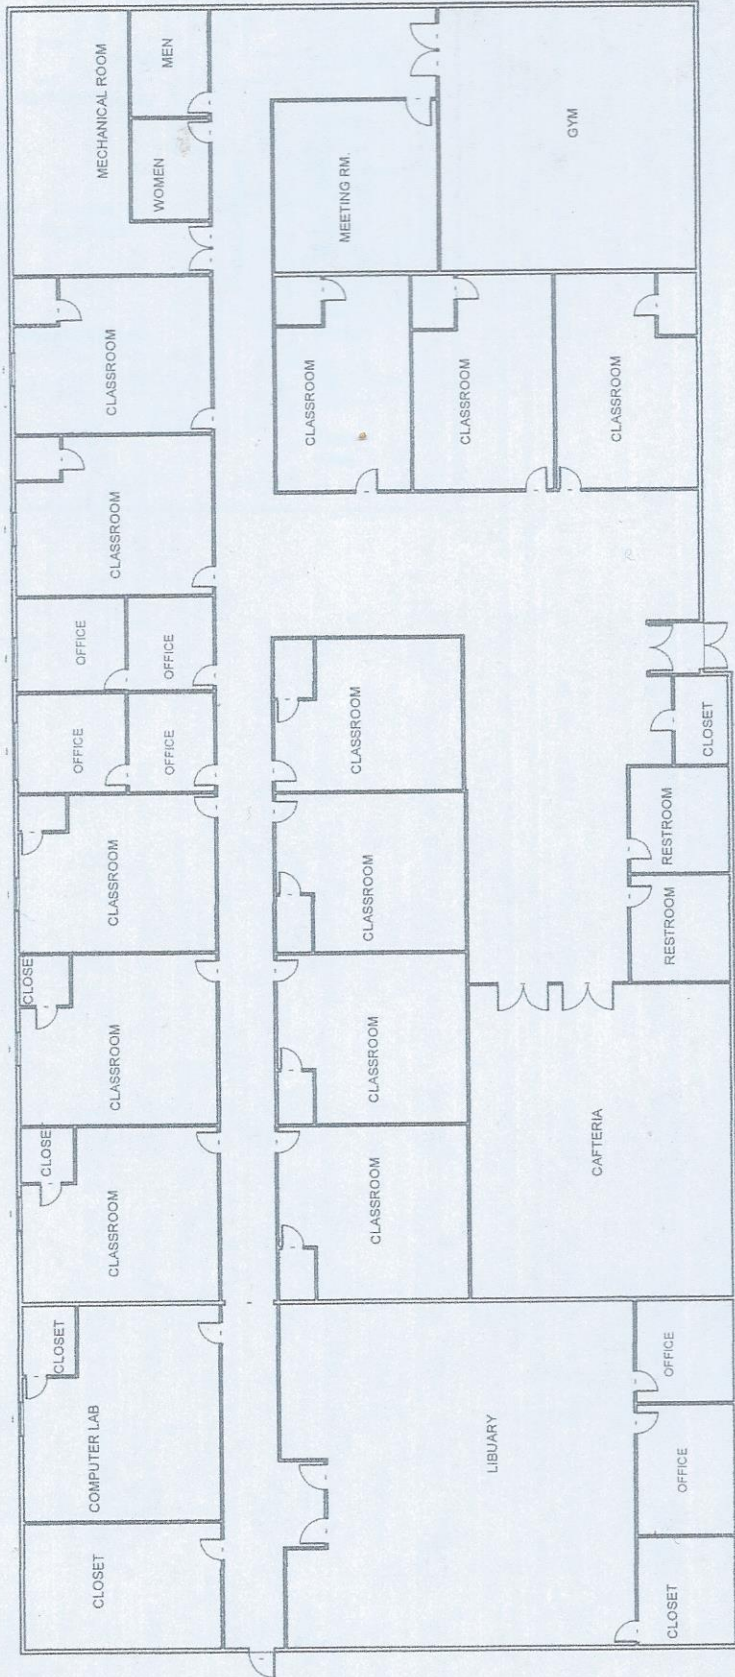 CLOSET
COMPUTER LAB
CLOSET
CLASSROOM
CLOSE
CLASSROOM
CLOSE
CLASSROOM
OFFICE
OFFICE
OFFICE
OFFICE
CLASSROOM
CLASSROOM
MECHANICAL ROOM
WOMEN
MEN
CLASSROOM
CLASSROOM
CLASSROOM
CLASSROOM
CLASSROOM
MEETING RM.
CLASSROOM
CLASSROOM
GYM
LIBUARY
CAFTERIA
CLOSET
OFFICE
OFFICE
RESTROOM
RESTROOM
CLOSET